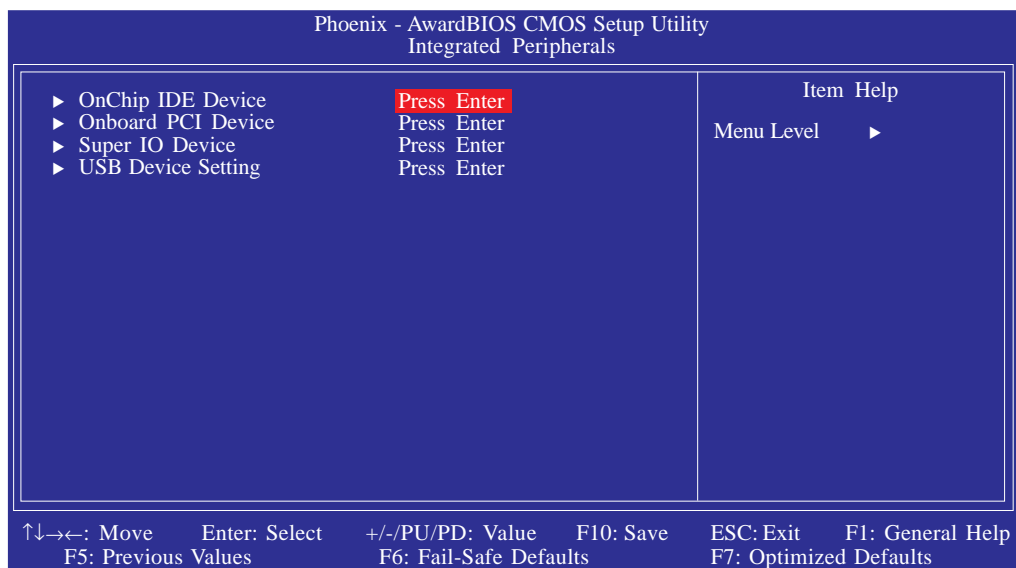 Phoenix - AwardBIOS CMOS Setup Utility
Integrated Peripherals
► OnChip IDE Device Press Enter
► Onboard PCI Device Press Enter
► Super IO Device Press Enter
► USB Device Setting Press Enter
Item Help
Menu Level ►
↑↓→←: Move Enter: Select +/-/PU/PD: Value F10: Save ESC: Exit F1: General Help
F5: Previous Values F6: Fail-Safe Defaults F7: Optimized Defaults